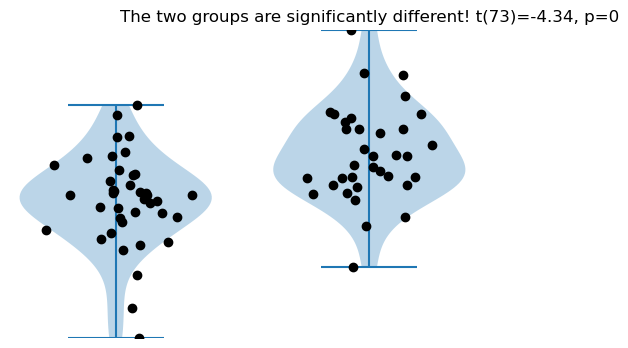 The two groups are significantly different! t(73)=-4.34, p=0